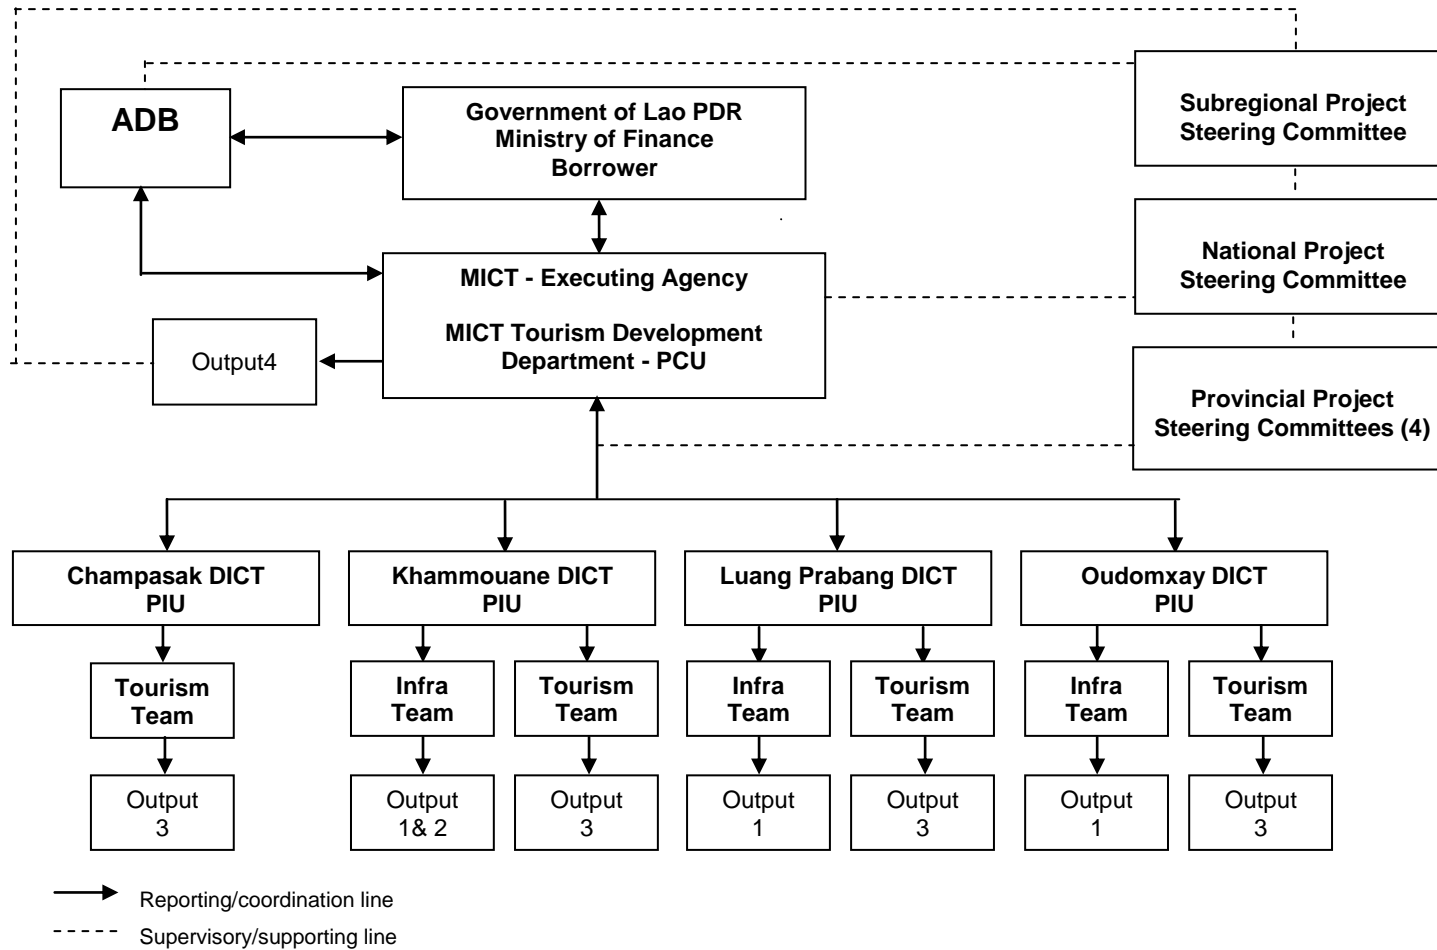 ADB
Government of Lao PDR
Ministry of Finance
Borrower
Subregional Project
Steering Committee
MICT - Executing Agency
MICT Tourism Development
Department - PCU
National Project
Steering Committee
Output4
Provincial Project
Steering Committees (4)
Champasak DICT
PIU
Khammouane DICT
PIU
Luang Prabang DICT
PIU
Oudomxay DICT
PIU
Tourism
Team
Infra
Team
Tourism
Team
Infra
Team
Tourism
Team
Infra
Team
Tourism
Team
Output
3
Output
1& 2
Output
3
Output
1
Output
3
Output
1
Output
3
Reporting/coordination line
Supervisory/supporting line